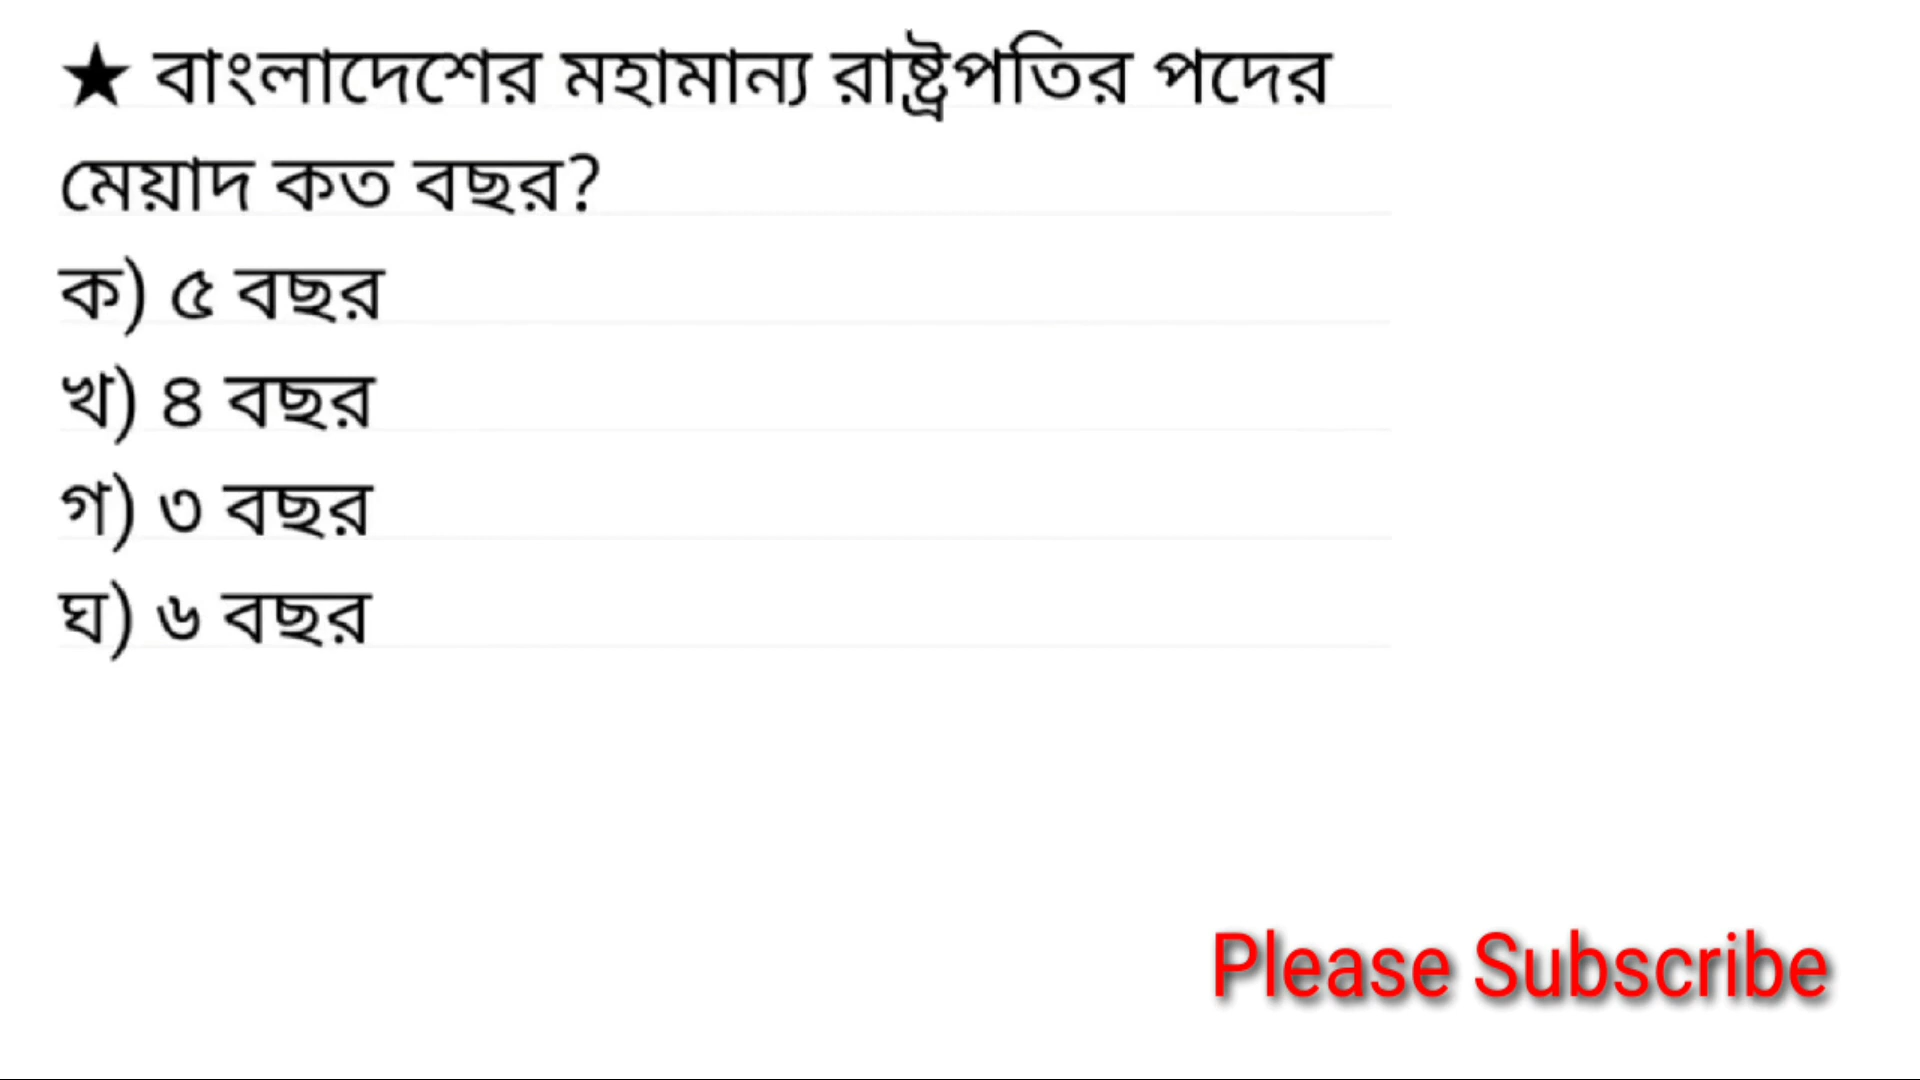 ★ বাংলাদেশের মহামান্য রাষ্ট্রপতির পদের
মেয়াদ কত বছর?
ক) ৫ বছর
খ) ৪ বছর
গ) ৩ বছর
ঘ) ৬ বছর
Please Subscribe